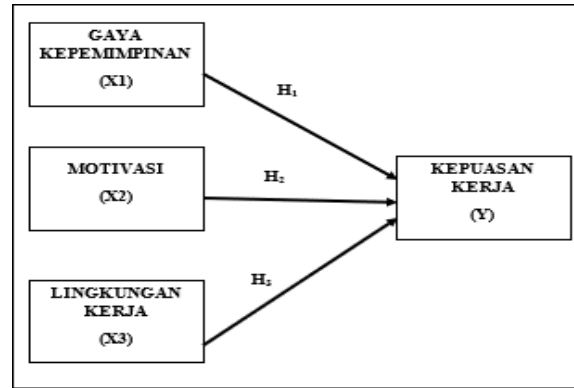 GAYA
KEPEMIMPINAN
(X1)
H₁
MOTIVASI
(X2)
H₂
KEPUASAN
KERJA
(Y)
LINGKUNGAN
KERJA
(X3)
H₃